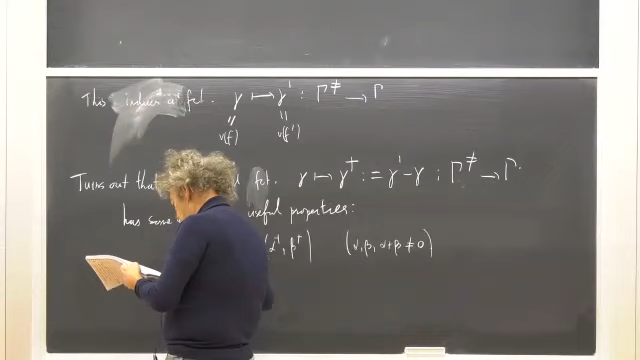 This induces a fct. γ ↦ γ' : Γ^≠ → Γ
v(f) v(f')
Turns out that fct. γ ↦ γ^† := γ' - γ : Γ^≠ → Γ.
has some useful properties:
α^†, β^†) (α, β, α+β ≠ 0)